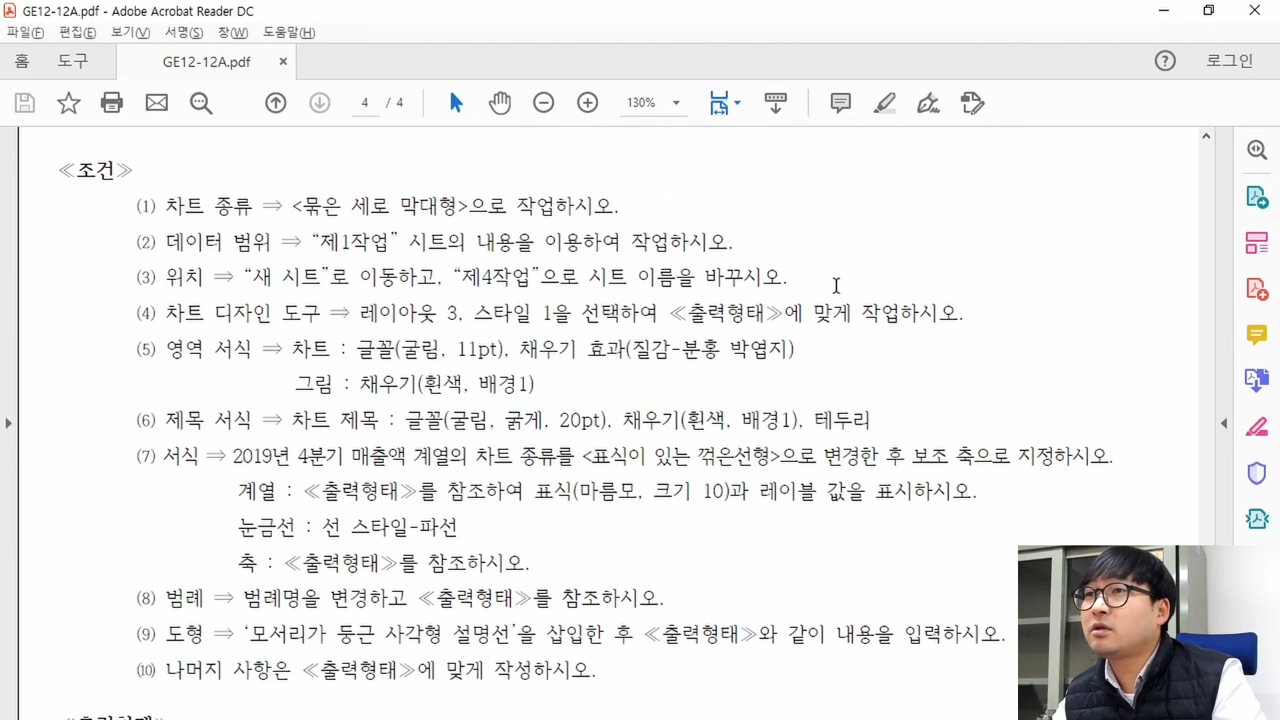 GE12-12A.pdf - Adobe Acrobat Reader DC
파일(F) 편집(E) 보기(V) 서명(S) 창(W) 도움말(H)
홈 도구 GE12-12A.pdf × ? 로그인
4 / 4 130%
≪조건≫
(1) 차트 종류 ⇒ <묶은 세로 막대형>으로 작업하시오.
(2) 데이터 범위 ⇒ “제1작업” 시트의 내용을 이용하여 작업하시오.
(3) 위치 ⇒ “새 시트”로 이동하고, “제4작업”으로 시트 이름을 바꾸시오.
(4) 차트 디자인 도구 ⇒ 레이아웃 3, 스타일 1을 선택하여 ≪출력형태≫에 맞게 작업하시오.
(5) 영역 서식 ⇒ 차트 : 글꼴(굴림, 11pt), 채우기 효과(질감-분홍 박엽지)
그림 : 채우기(흰색, 배경1)
(6) 제목 서식 ⇒ 차트 제목 : 글꼴(굴림, 굵게, 20pt), 채우기(흰색, 배경1), 테두리
(7) 서식 ⇒ 2019년 4분기 매출액 계열의 차트 종류를 <표식이 있는 꺾은선형>으로 변경한 후 보조 축으로 지정하시오.
계열 : ≪출력형태≫를 참조하여 표식(마름모, 크기 10)과 레이블 값을 표시하시오.
눈금선 : 선 스타일-파선
축 : ≪출력형태≫를 참조하시오.
(8) 범례 ⇒ 범례명을 변경하고 ≪출력형태≫를 참조하시오.
(9) 도형 ⇒ ‘모서리가 둥근 사각형 설명선’을 삽입한 후 ≪출력형태≫와 같이 내용을 입력하시오.
(10) 나머지 사항은 ≪출력형태≫에 맞게 작성하시오.